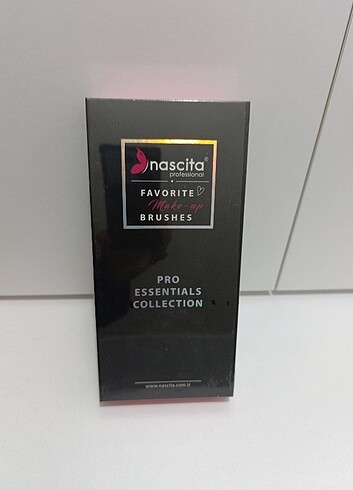 nascita®
professional
FAVORITE
Make-up
BRUSHES
PRO
ESSENTIALS
COLLECTION
www.nascita.com.tr